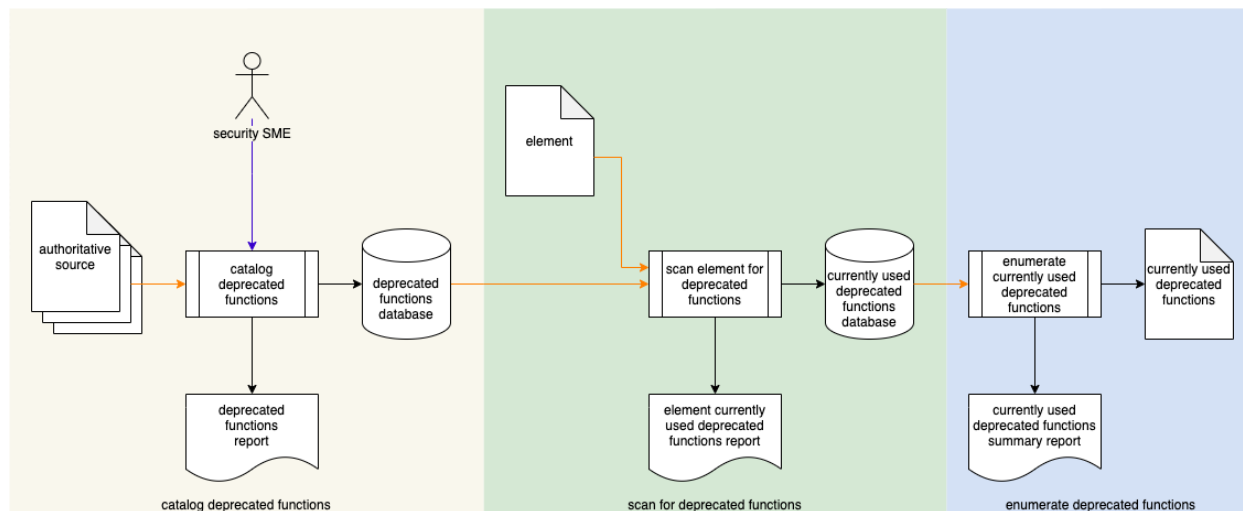 security SME
element
authoritative
source
catalog
deprecated
functions
deprecated
functions
database
scan element for
deprecated
functions
currently used
deprecated
functions
database
enumerate
currently used
deprecated
functions
currently used
deprecated
functions
deprecated
functions
report
element currently
used deprecated
functions report
currently used
deprecated functions
summary report
catalog deprecated functions
scan for deprecated functions
enumerate deprecated functions